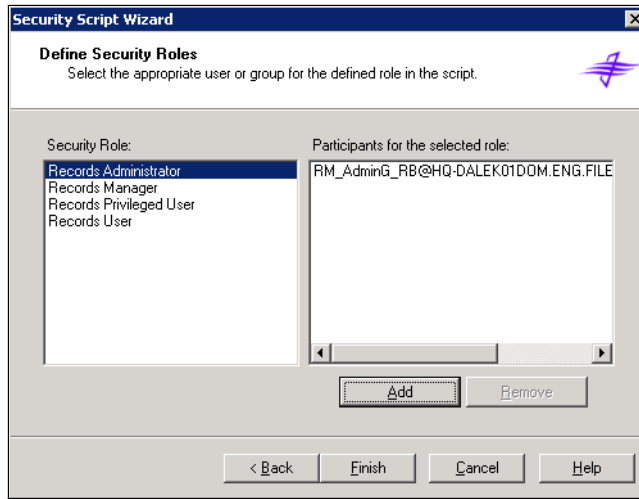 Security Script Wizard
Define Security Roles
Select the appropriate user or group for the defined role in the script.
Security Role:
Records Administrator
Records Manager
Records Privileged User
Records User
Participants for the selected role:
RM_AdminG_RB@HQ-DALEK01DOM.ENG.FILE
Add
Remove
< Back
Finish
Cancel
Help